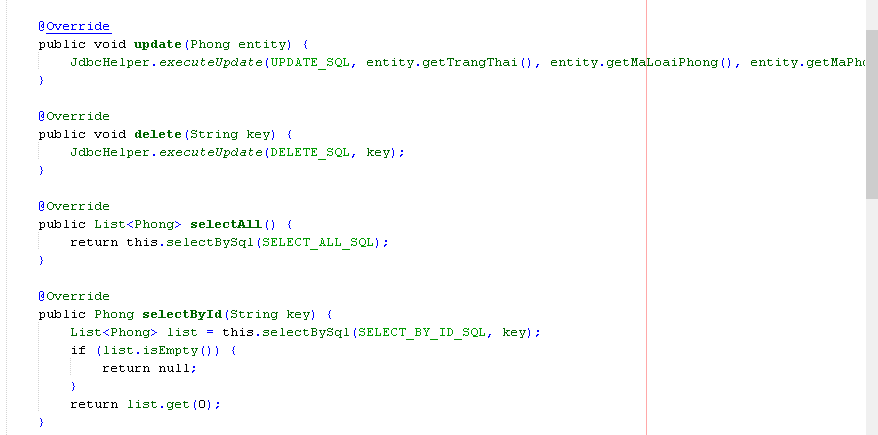 @Override
public void update(Phong entity) {
JdbcHelper.executeUpdate(UPDATE_SQL, entity.getTrangThai(), entity.getMaLoaiPhong(), entity.getMaPho
}
@Override
public void delete(String key) {
JdbcHelper.executeUpdate(DELETE_SQL, key);
}
@Override
public List<Phong> selectAll() {
return this.selectBySql(SELECT_ALL_SQL);
}
@Override
public Phong selectById(String key) {
List<Phong> list = this.selectBySql(SELECT_BY_ID_SQL, key);
if (list.isEmpty()) {
return null;
}
return list.get(0);
}